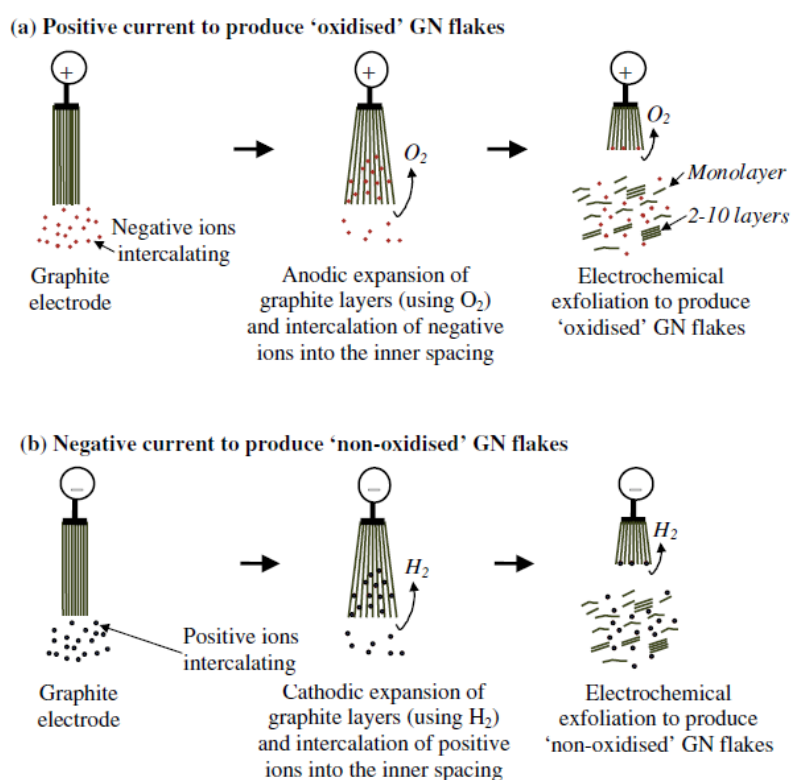 (a) Positive current to produce ‘oxidised’ GN flakes
+
+
+
O2
O2
Monolayer
2-10 layers
Negative ions
intercalating
Graphite
electrode
Anodic expansion of
graphite layers (using O2)
and intercalation of negative
ions into the inner spacing
Electrochemical
exfoliation to produce
‘oxidised’ GN flakes
(b) Negative current to produce ‘non-oxidised’ GN flakes
−
−
−
H2
H2
Positive ions
intercalating
Graphite
electrode
Cathodic expansion of
graphite layers (using H2)
and intercalation of positive
ions into the inner spacing
Electrochemical
exfoliation to produce
‘non-oxidised’ GN flakes